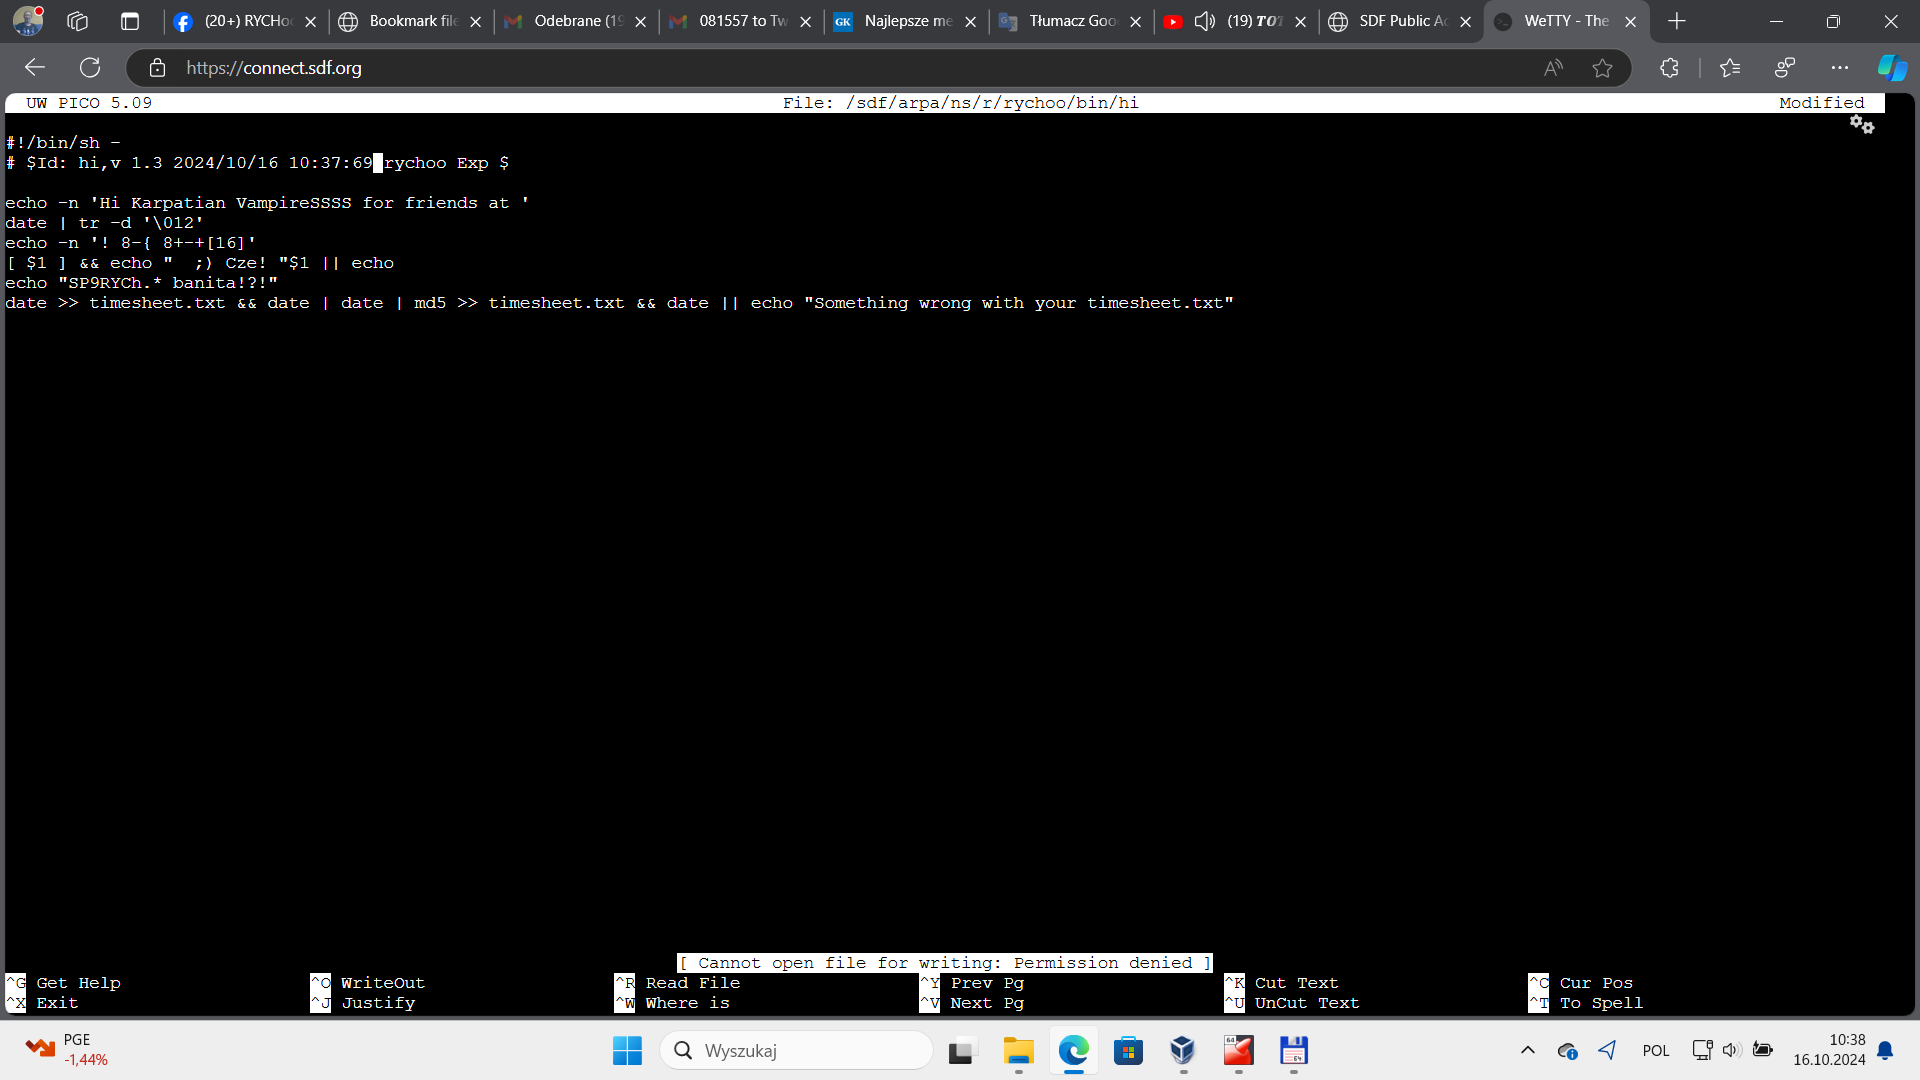 (20+) RYCHo
Bookmark file
Odebrane (19
081557 to Tw
GK
Najlepsze me
Tłumacz Goo
(19) TOT
SDF Public Ac
WeTTY - The
https://connect.sdf.org
UW PICO 5.09 File: /sdf/arpa/ns/r/rychoo/bin/hi Modified
#!/bin/sh -
# $Id: hi,v 1.3 2024/10/16 10:37:69 rychoo Exp $
echo -n 'Hi Karpatian VampireSSSS for friends at '
date | tr -d '\012'
echo -n '! 8-{ 8+-+[16]'
[ $1 ] && echo "  ;) Cze! "$1 || echo
echo "SP9RYCh.* banita!?!"
date >> timesheet.txt && date | date | md5 >> timesheet.txt && date || echo "Something wrong with your timesheet.txt"
[ Cannot open file for writing: Permission denied ]
^G Get Help ^O WriteOut ^R Read File ^Y Prev Pg ^K Cut Text ^C Cur Pos
^X Exit ^J Justify ^W Where is ^V Next Pg ^U UnCut Text ^T To Spell
PGE
-1,44%
Wyszukaj
64
64
POL
10:38
16.10.2024